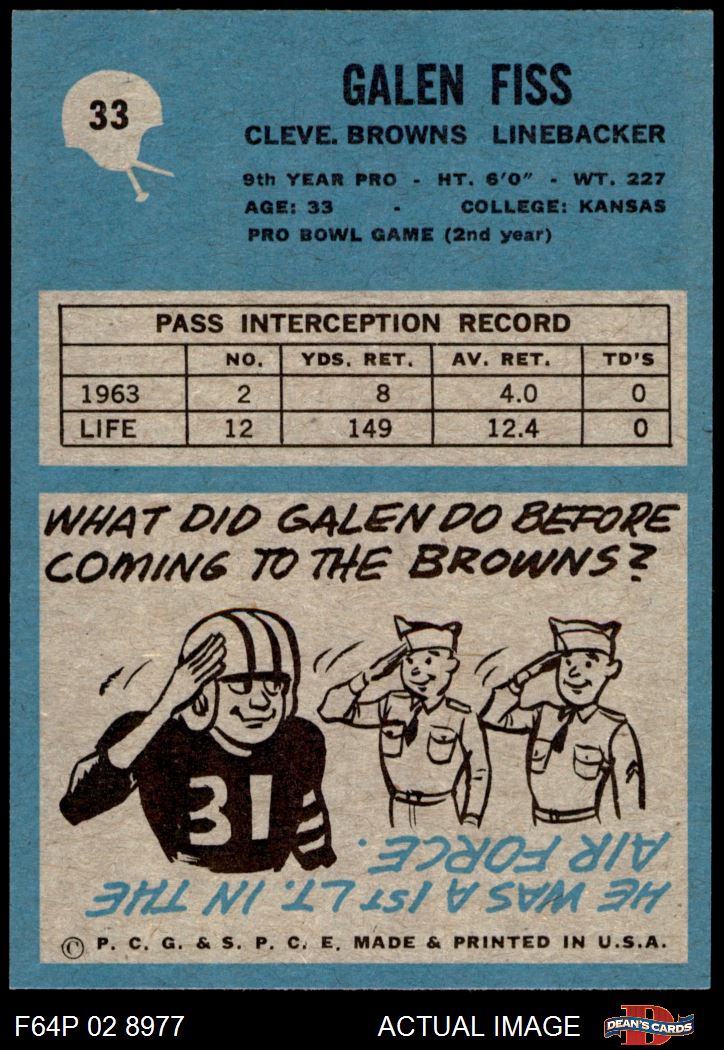 33
GALEN FISS
CLEVE. BROWNS LINEBACKER
9th YEAR PRO - HT. 6'0" - WT. 227
AGE: 33 - COLLEGE: KANSAS
PRO BOWL GAME (2nd year)
PASS INTERCEPTION RECORD
NO. YDS. RET. AV. RET. TD'S
1963 2 8 4.0 0
LIFE 12 149 12.4 0
WHAT DID GALEN DO BEFORE
COMING TO THE BROWNS?
31
HE WAS A 1ST LT. IN THE
AIR FORCE.
© P. C. G. & S. P. C. E. MADE & PRINTED IN U.S.A.
F64P 02 8977 ACTUAL IMAGE
D
DEAN'S CARDS